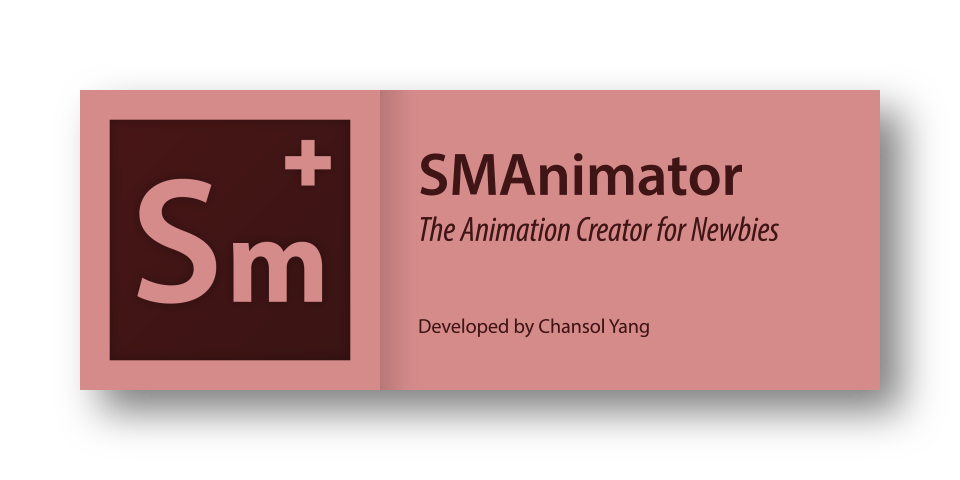 Sm+
SMAnimator
The Animation Creator for Newbies
Developed by Chansol Yang